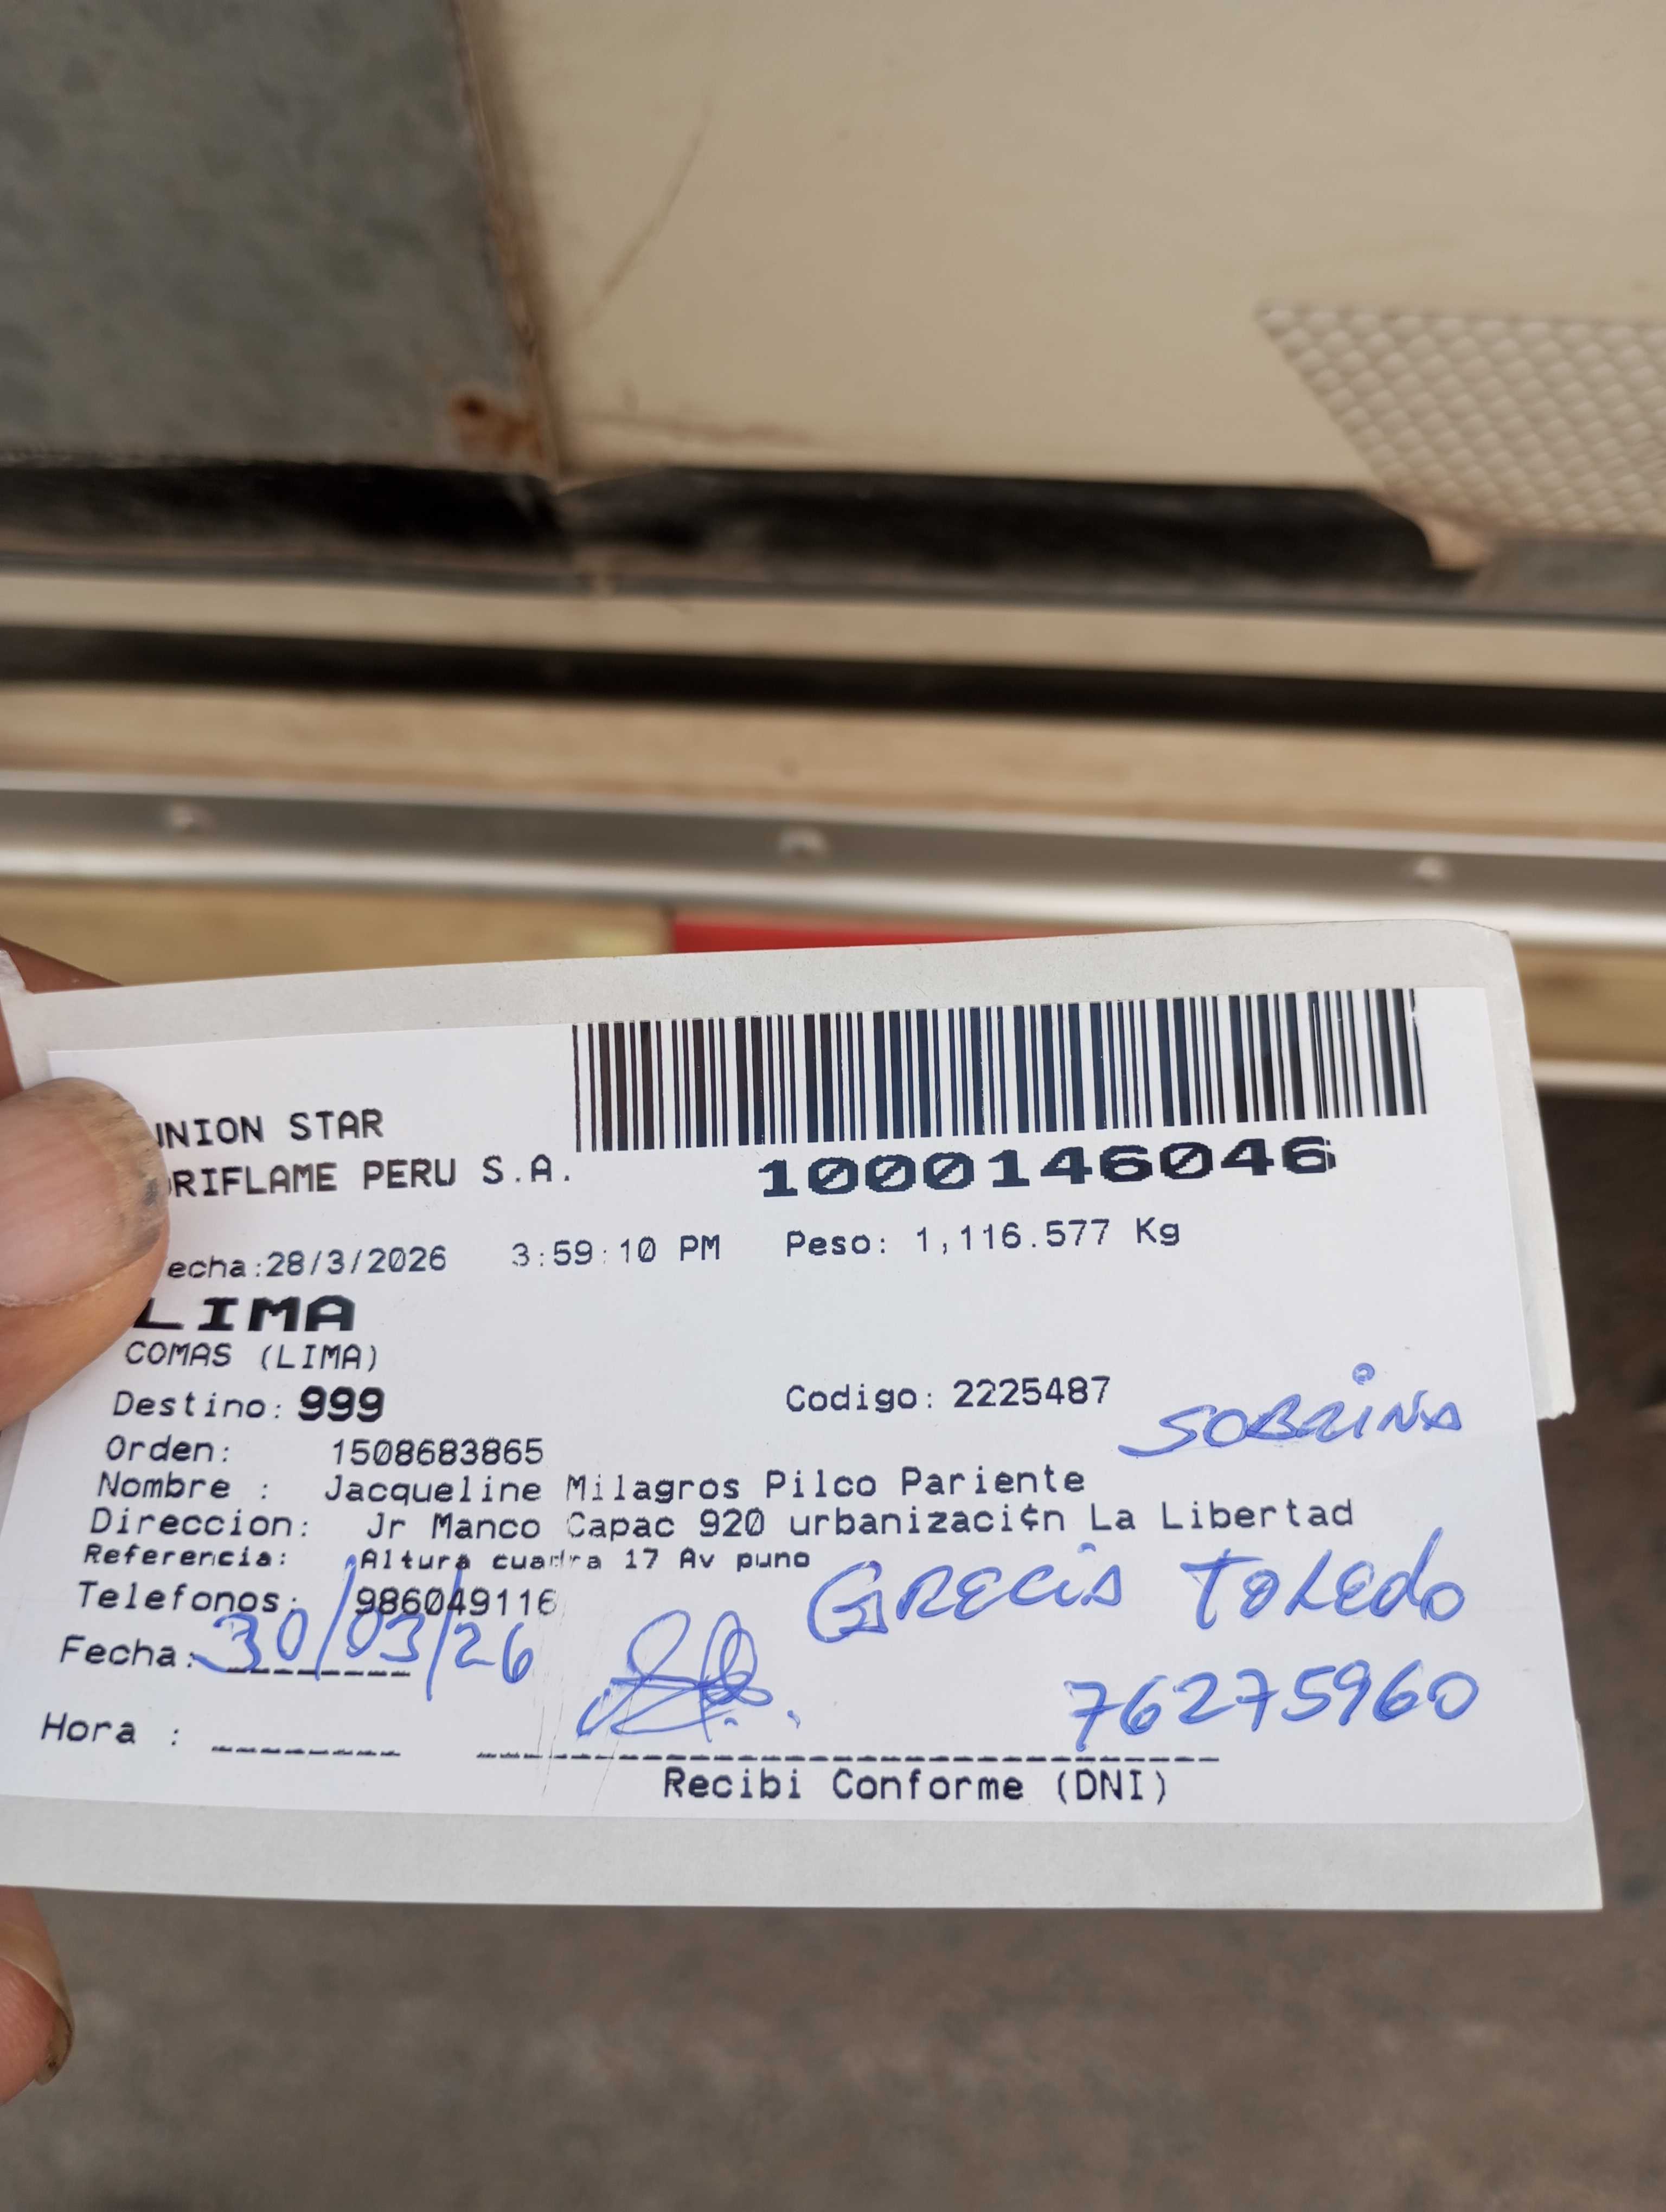 UNION STAR
ORIFLAME PERU S.A.
1000146046
echa:28/3/2026 3:59:10 PM Peso: 1,116.577 Kg
LIMA
COMAS (LIMA)
Destino: 999 Codigo: 2225487
SOBRINA
Orden: 1508683865
Nombre : Jacqueline Milagros Pilco Pariente
Direccion: Jr Manco Capac 920 urbanizaci¢n La Libertad
Referencia: Altura cuadra 17 Av puno
Telefonos: 986049116
GRECIA TOLEDO
Fecha: 30/03/26
76275960
Hora :
Recibi Conforme (DNI)